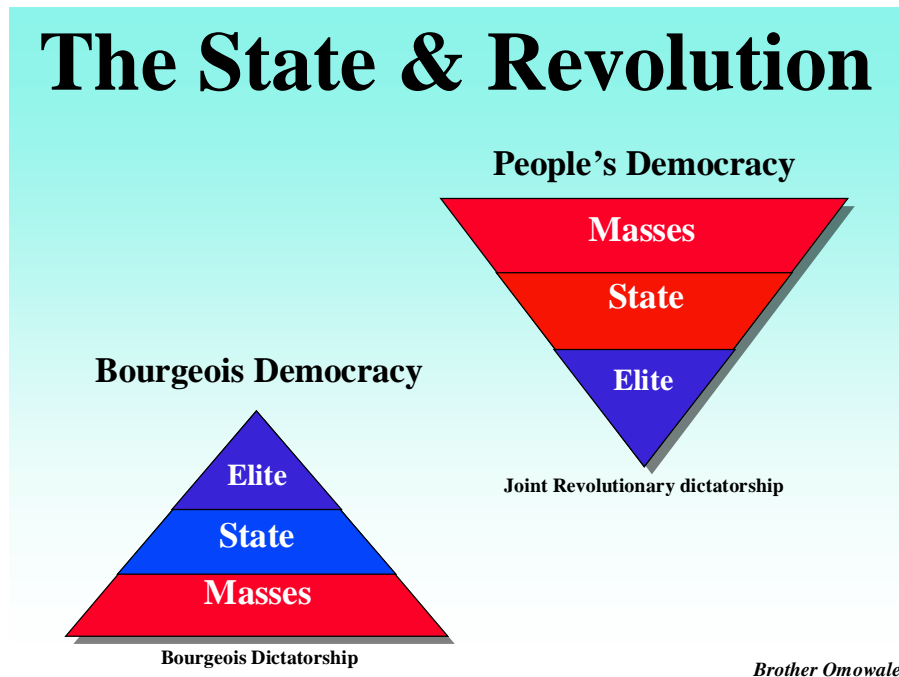 The State & Revolution
People’s Democracy
Masses
State
Elite
Joint Revolutionary dictatorship
Bourgeois Democracy
Elite
State
Masses
Bourgeois Dictatorship
Brother Omowale